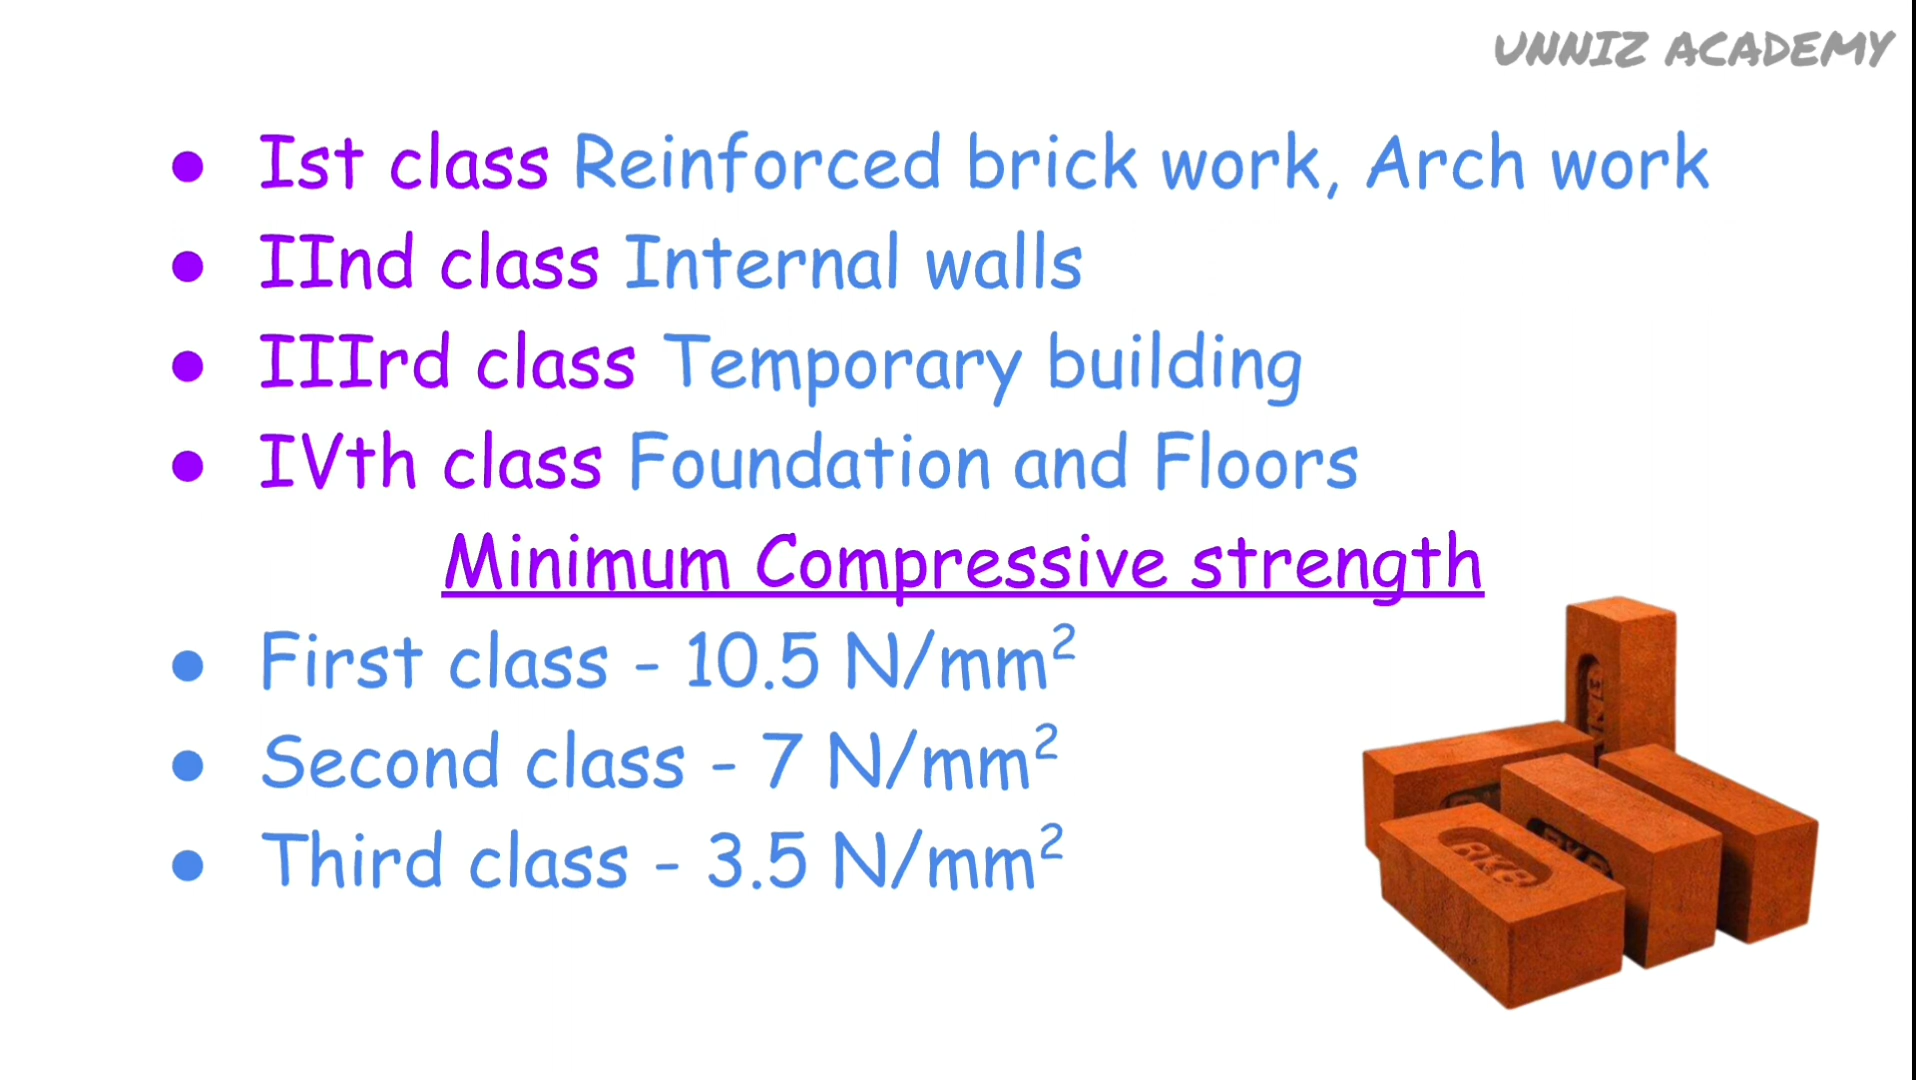 UNNIZ ACADEMY
● Ist class Reinforced brick work, Arch work
● IInd class Internal walls
● IIIrd class Temporary building
● IVth class Foundation and Floors
Minimum Compressive strength
● First class - 10.5 N/mm²
● Second class - 7 N/mm²
● Third class - 3.5 N/mm²
RKB